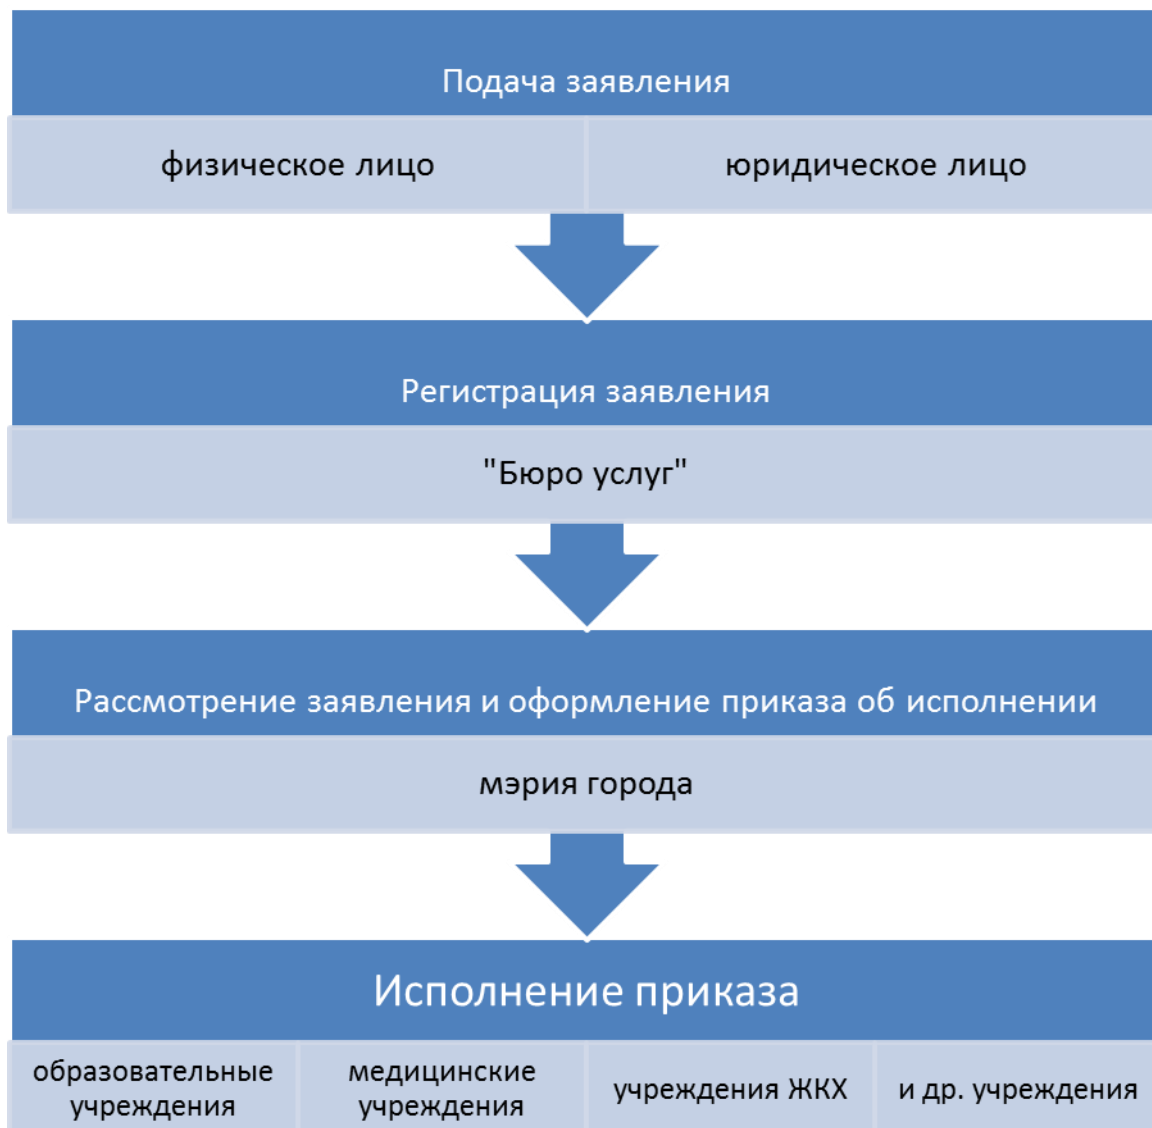 Подача заявления
физическое лицо
юридическое лицо
Регистрация заявления
"Бюро услуг"
Рассмотрение заявления и оформление приказа об исполнении
мэрия города
Исполнение приказа
образовательные
учреждения
медицинские
учреждения
учреждения ЖКХ
и др. учреждения